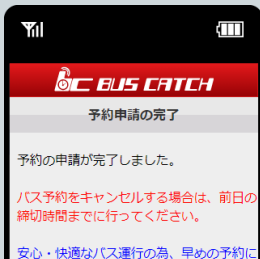 BUS CATCH
予約申請の完了
予約の申請が完了しました。
バス予約をキャンセルする場合は、前日の
締切時間までに行ってください。
安心・快適なバス運行の為、早めの予約に